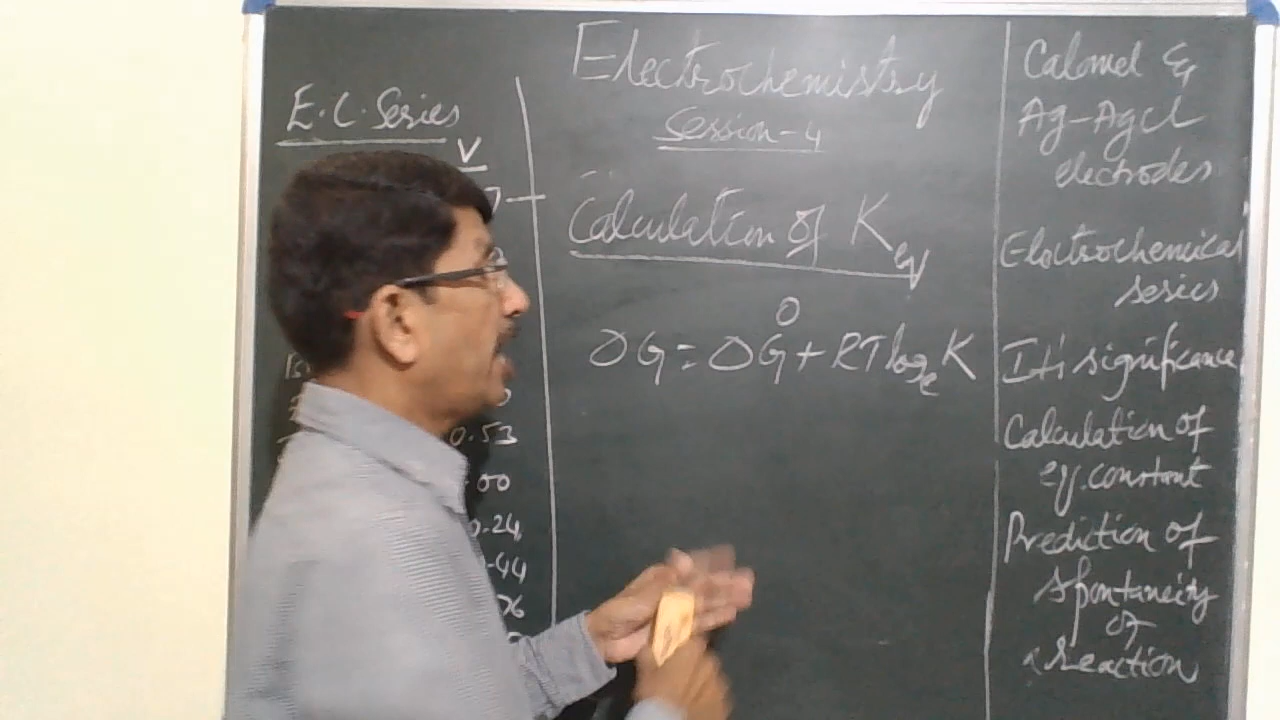 Electrochemistry
Session-4
E.C. Series
V
Calculation of Keq
ΔG = ΔG⁰ + RT logₑ K
0.53
.00
0.24
.44
Calomel &
Ag-AgCl
electrodes
Electrochemical
series
It's significance
Calculation of
eq. constant
Prediction of
spontaneity
of
a reaction